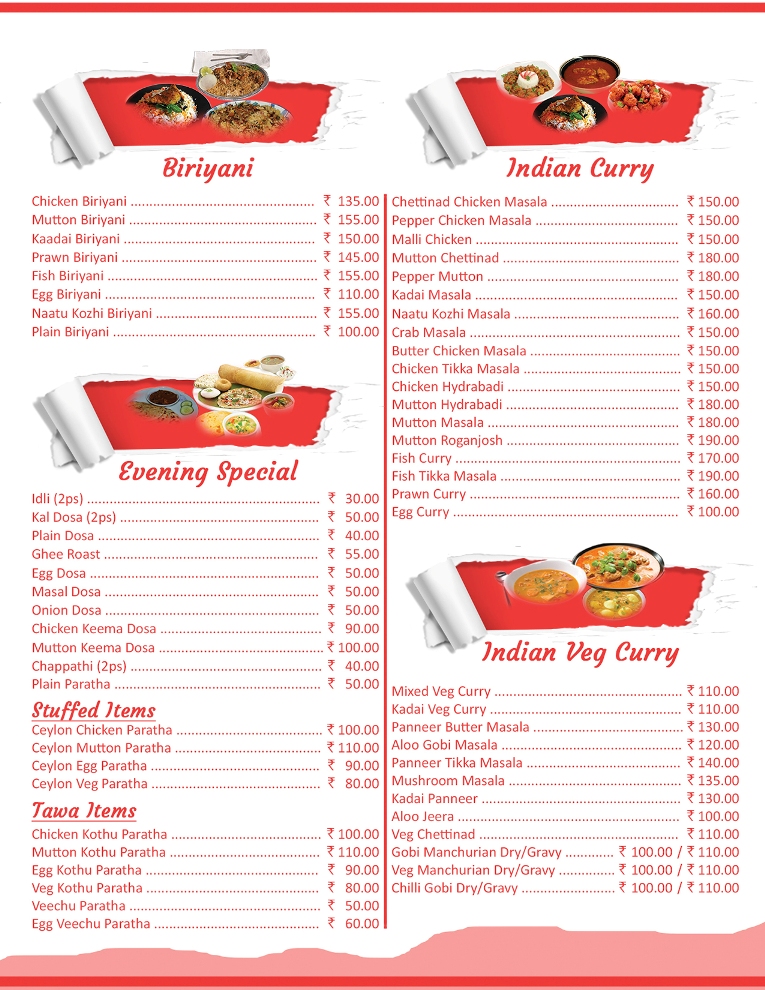 Biriyani
Chicken Biriyani ............................................ ₹ 135.00
Mutton Biriyani ............................................ ₹ 155.00
Kaadai Biriyani ............................................ ₹ 150.00
Prawn Biriyani ............................................ ₹ 145.00
Fish Biriyani ............................................ ₹ 155.00
Egg Biriyani ............................................ ₹ 110.00
Naatu Kozhi Biriyani ............................................ ₹ 155.00
Plain Biriyani ............................................ ₹ 100.00
Evening Special
Idli (2ps) ............................................ ₹ 30.00
Kal Dosa (2ps) ............................................ ₹ 50.00
Plain Dosa ............................................ ₹ 40.00
Ghee Roast ............................................ ₹ 55.00
Egg Dosa ............................................ ₹ 50.00
Masal Dosa ............................................ ₹ 50.00
Onion Dosa ............................................ ₹ 50.00
Chicken Keema Dosa ............................................ ₹ 90.00
Mutton Keema Dosa ............................................ ₹ 100.00
Chappathi (2ps) ............................................ ₹ 40.00
Plain Paratha ............................................ ₹ 50.00
Stuffed Items
Ceylon Chicken Paratha ............................................ ₹ 100.00
Ceylon Mutton Paratha ............................................ ₹ 110.00
Ceylon Egg Paratha ............................................ ₹ 90.00
Ceylon Veg Paratha ............................................ ₹ 80.00
Tawa Items
Chicken Kothu Paratha ............................................ ₹ 100.00
Mutton Kothu Paratha ............................................ ₹ 110.00
Egg Kothu Paratha ............................................ ₹ 90.00
Veg Kothu Paratha ............................................ ₹ 80.00
Veechu Paratha ............................................ ₹ 50.00
Egg Veechu Paratha ............................................ ₹ 60.00
Indian Curry
Chettinad Chicken Masala ................................ ₹ 150.00
Pepper Chicken Masala ................................ ₹ 150.00
Malli Chicken ................................ ₹ 150.00
Mutton Chettinad ................................ ₹ 180.00
Pepper Mutton ................................ ₹ 180.00
Kadai Masala ................................ ₹ 150.00
Naatu Kozhi Masala ................................ ₹ 160.00
Crab Masala ................................ ₹ 150.00
Butter Chicken Masala ................................ ₹ 150.00
Chicken Tikka Masala ................................ ₹ 150.00
Chicken Hydrabadi ................................ ₹ 150.00
Mutton Hydrabadi ................................ ₹ 180.00
Mutton Masala ................................ ₹ 180.00
Mutton Roganjosh ................................ ₹ 190.00
Fish Curry ................................ ₹ 170.00
Fish Tikka Masala ................................ ₹ 190.00
Prawn Curry ................................ ₹ 160.00
Egg Curry ................................ ₹ 100.00
Indian Veg Curry
Mixed Veg Curry ................................ ₹ 110.00
Kadai Veg Curry ................................ ₹ 110.00
Panneer Butter Masala ................................ ₹ 130.00
Aloo Gobi Masala ................................ ₹ 120.00
Panneer Tikka Masala ................................ ₹ 140.00
Mushroom Masala ................................ ₹ 135.00
Kadai Panneer ................................ ₹ 130.00
Aloo Jeera ................................ ₹ 100.00
Veg Chettinad ................................ ₹ 110.00
Gobi Manchurian Dry/Gravy ............ ₹ 100.00 / ₹ 110.00
Veg Manchurian Dry/Gravy ............ ₹ 100.00 / ₹ 110.00
Chilli Gobi Dry/Gravy ............ ₹ 100.00 / ₹ 110.00